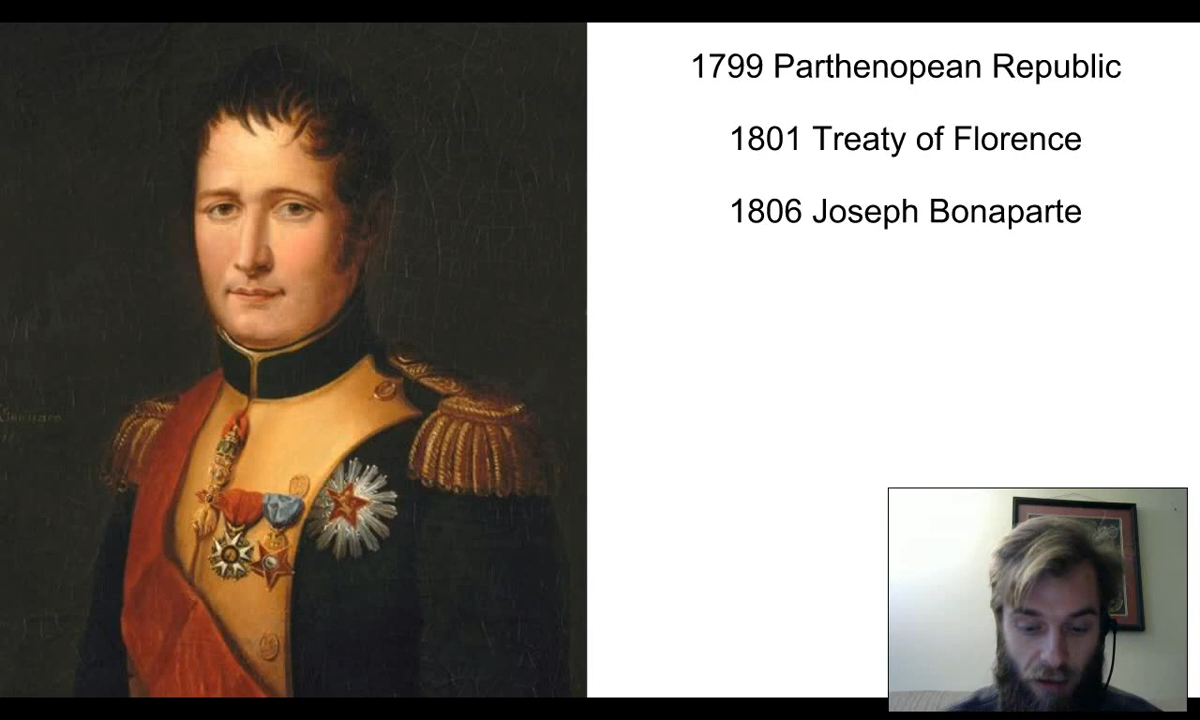 1799 Parthenopean Republic
1801 Treaty of Florence
1806 Joseph Bonaparte